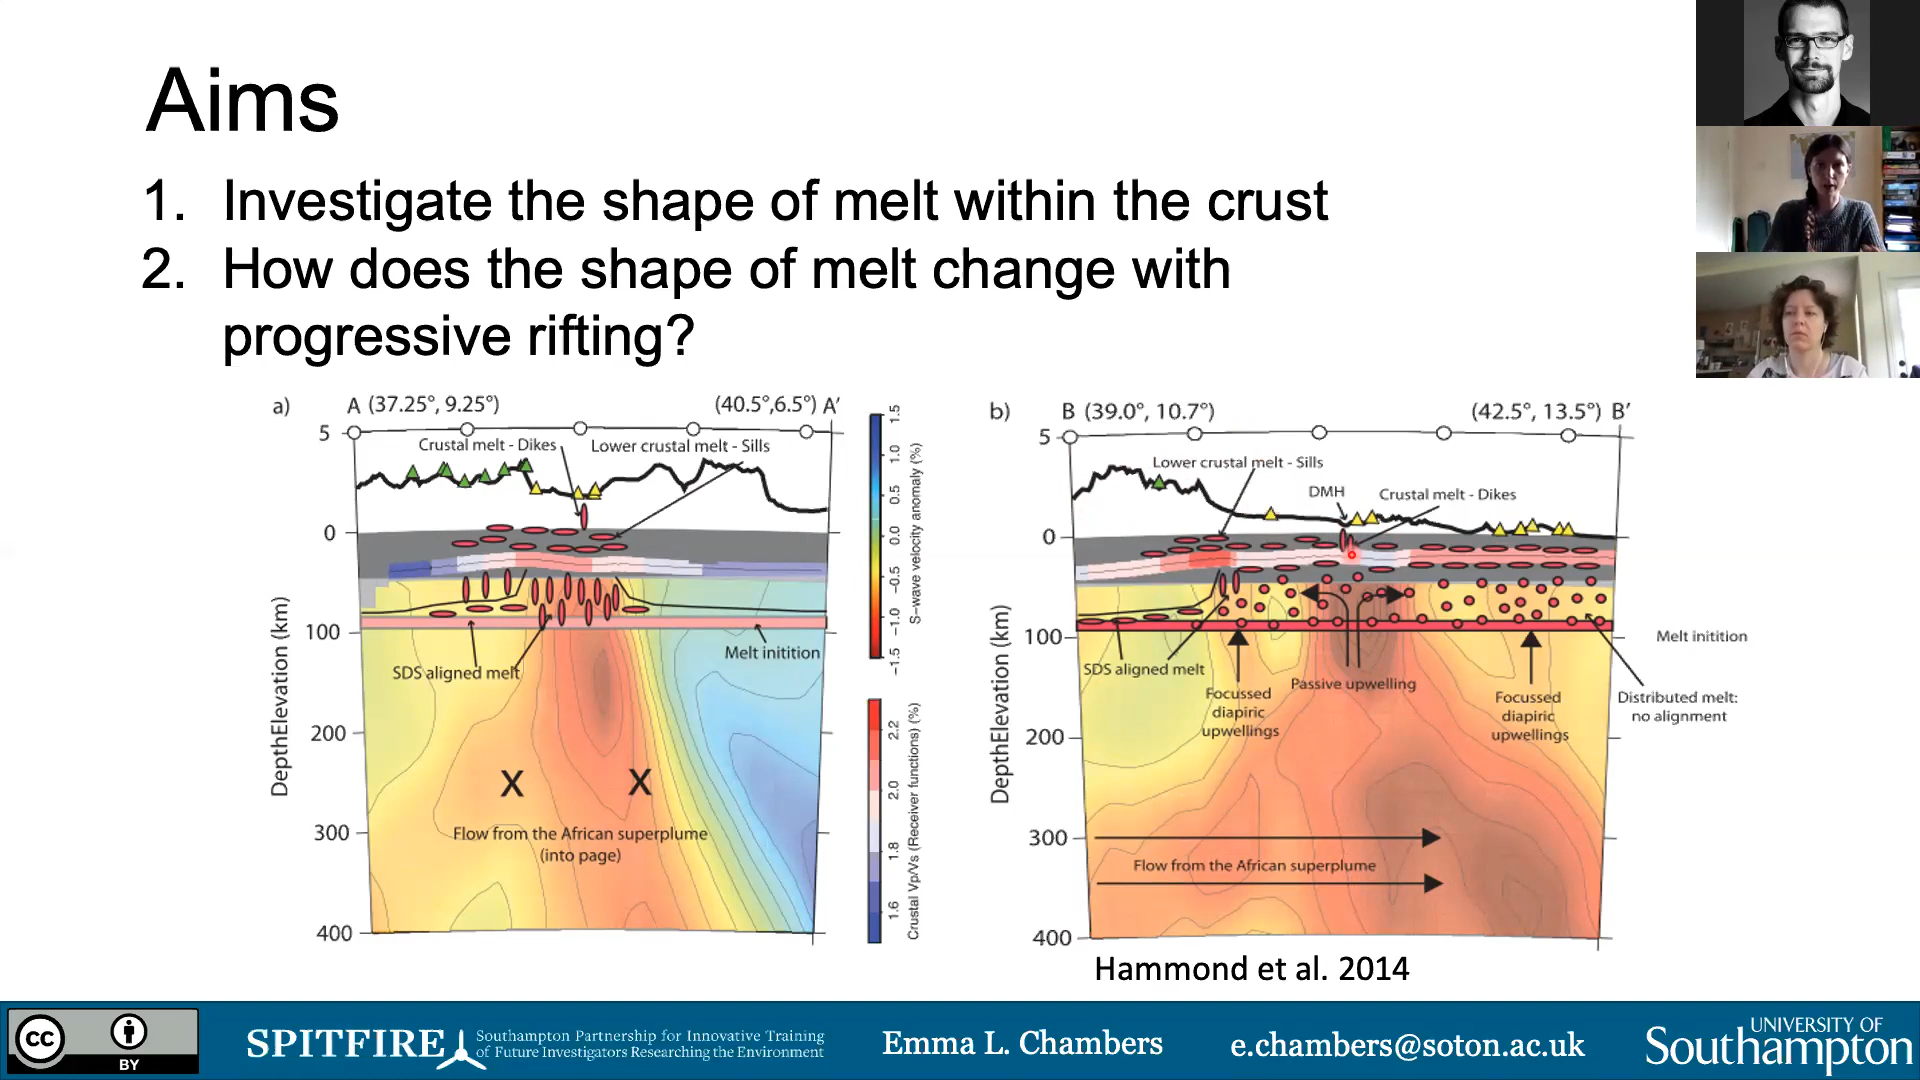 Aims
1. Investigate the shape of melt within the crust
2. How does the shape of melt change with
progressive rifting?
a)
A (37.25°, 9.25°)
(40.5°,6.5°) A'
5
Crustal melt - Dikes
Lower crustal melt - Sills
0
100
SDS aligned melt
Melt initition
200
300
Flow from the African superplume
(into page)
X
X
400
DepthElevation (km)
1.5
1.0
0.5
0.0
−0.5
−1.0
−1.5
S−wave velocity anomaly (%)
2.2
2.0
1.8
1.6
Crustal Vp/Vs (Receiver functions) (%)
b)
B (39.0°, 10.7°)
(42.5°, 13.5°) B'
5
Lower crustal melt - Sills
DMH
Crustal melt - Dikes
0
100
Melt initition
SDS aligned melt
Focussed
diapiric
upwellings
Passive upwelling
Focussed
diapiric
upwellings
Distributed melt:
no alignment
200
300
Flow from the African superplume
400
DepthElevation (km)
Hammond et al. 2014
cc
BY
SPITFIRE
Southampton Partnership for Innovative Training
of Future Investigators Researching the Environment
Emma L. Chambers
e.chambers@soton.ac.uk
UNIVERSITY OF
Southampton